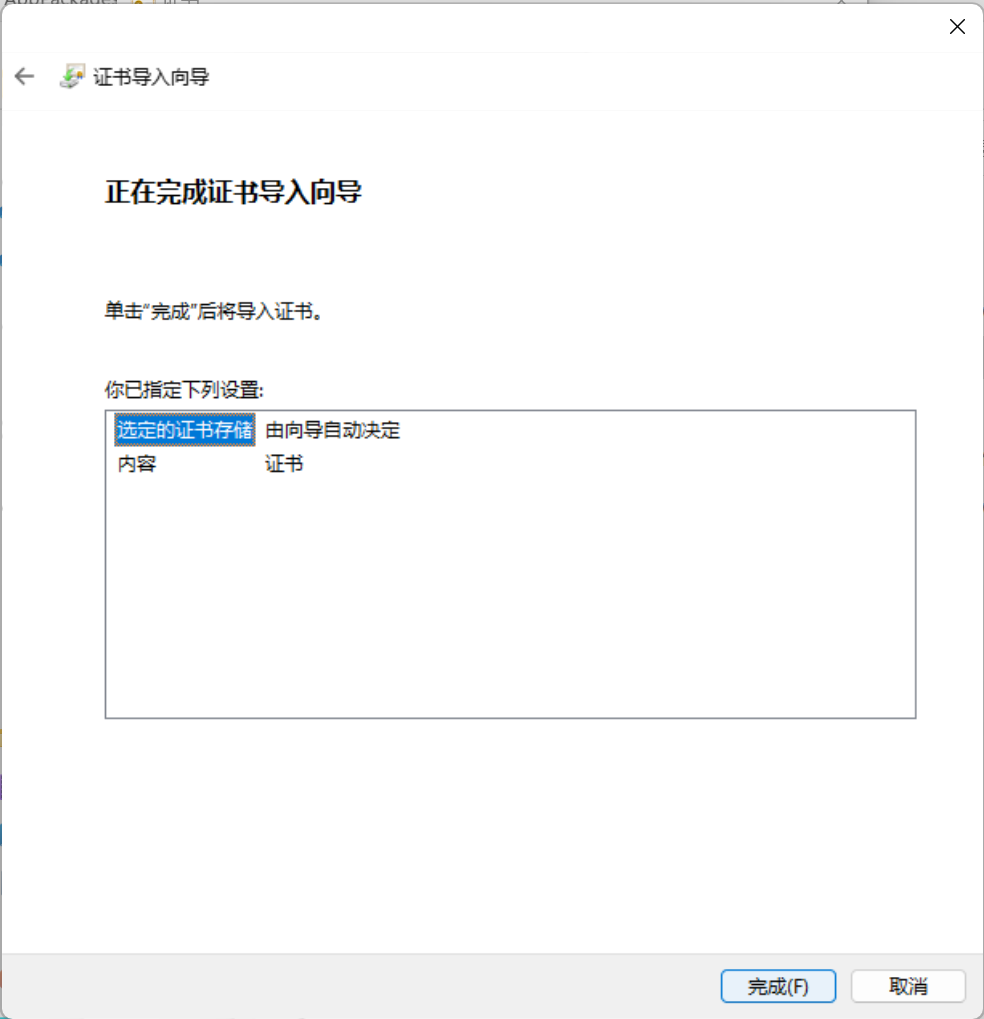 证书导入向导
正在完成证书导入向导
单击“完成”后将导入证书。
你已指定下列设置:
选定的证书存储 由向导自动决定
内容 证书
完成(F) 取消